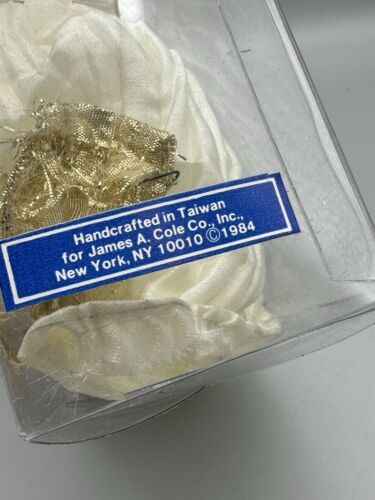 Handcrafted in Taiwan
for James A. Cole Co., Inc.,
New York, NY 10010 ©1984